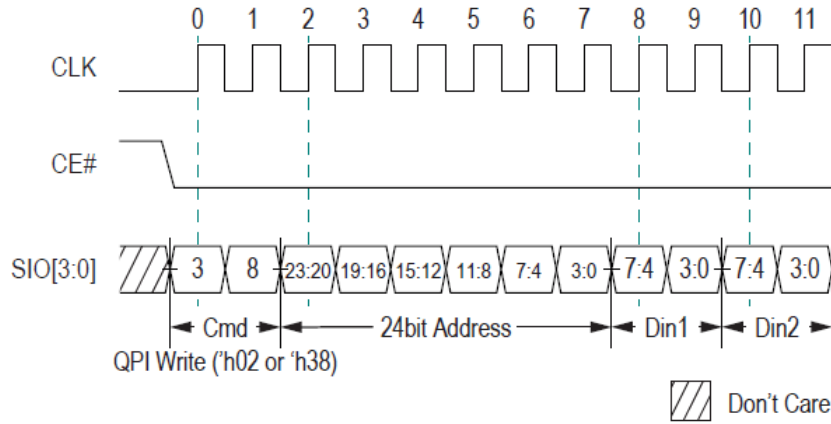 0 1 2 3 4 5 6 7 8 9 10 11
CLK
CE#
SIO[3:0] 3 8 23:20 19:16 15:12 11:8 7:4 3:0 7:4 3:0 7:4 3:0
Cmd 24bit Address Din1 Din2
QPI Write ('h02 or ‘h38)
Don't Care